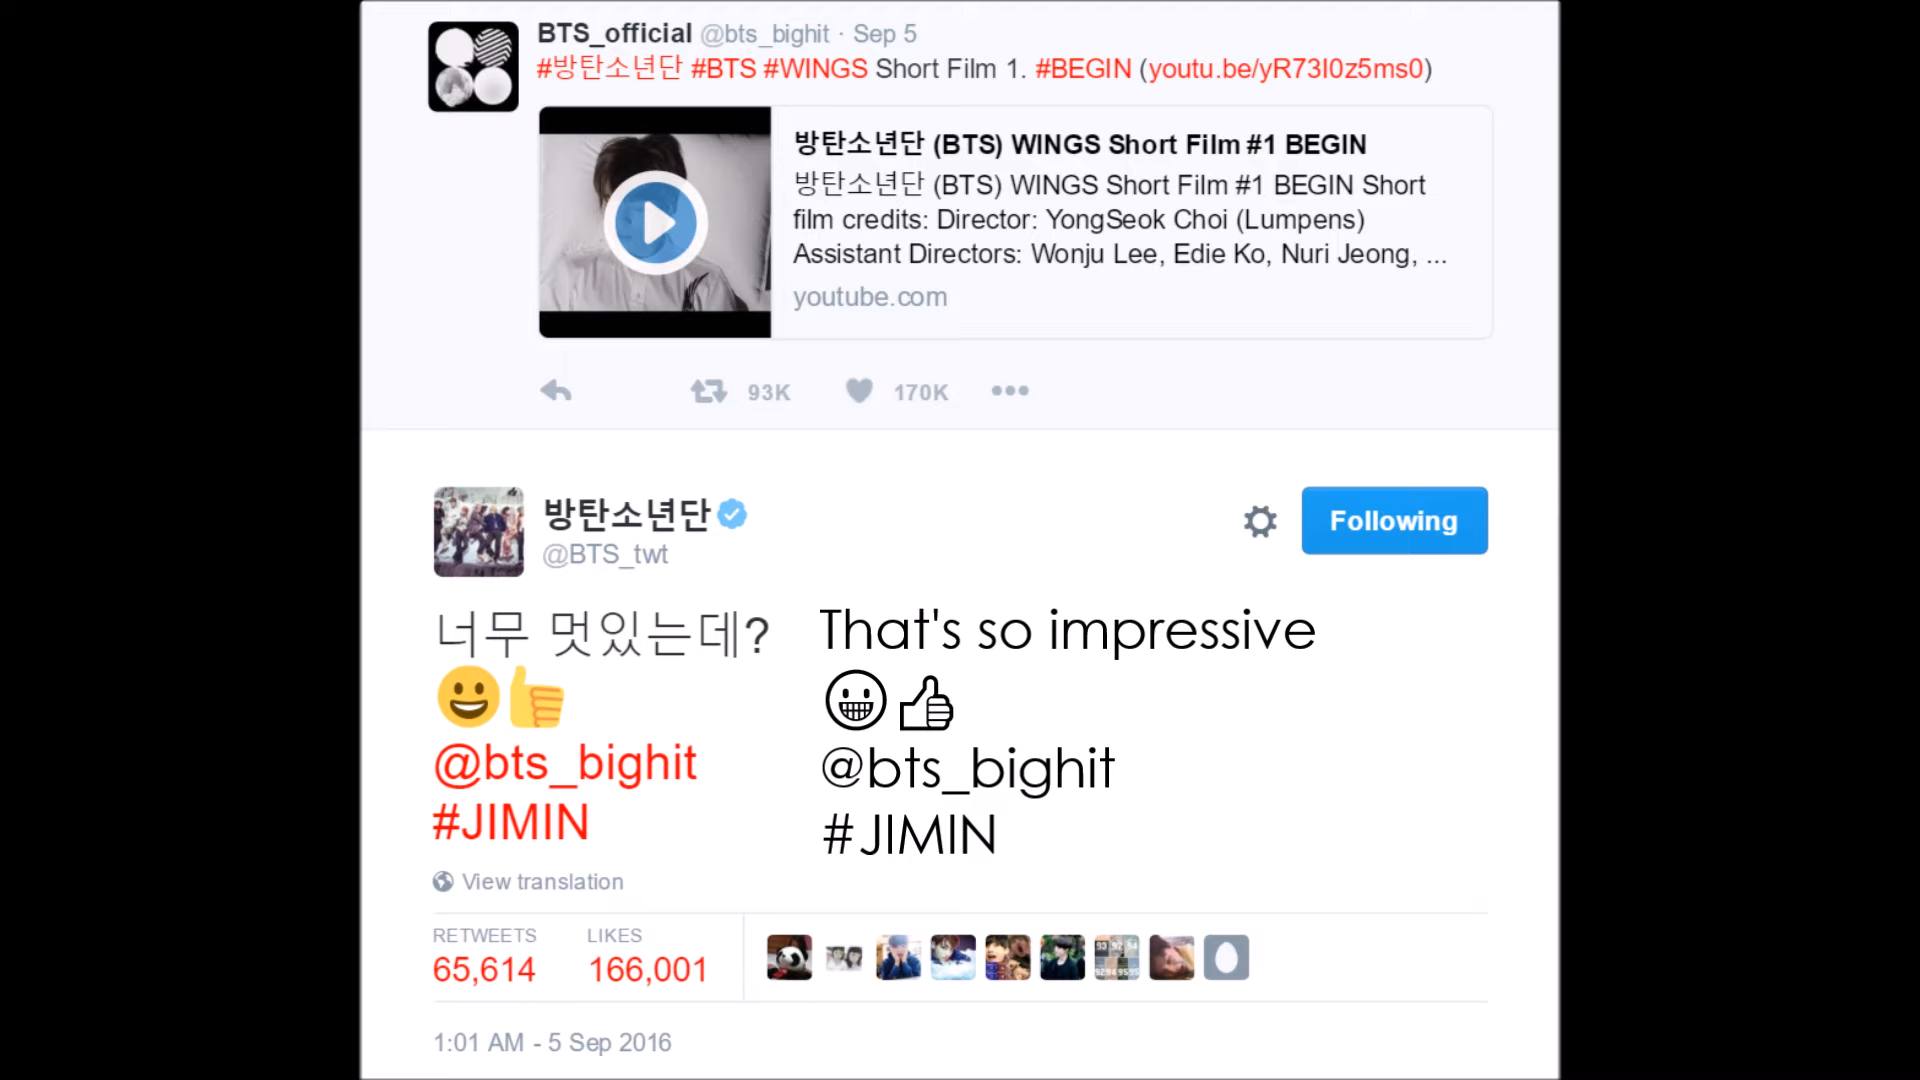 BTS_official @bts_bighit · Sep 5
#방탄소년단 #BTS #WINGS Short Film 1. #BEGIN (youtu.be/yR73I0z5ms0)
방탄소년단 (BTS) WINGS Short Film #1 BEGIN
방탄소년단 (BTS) WINGS Short Film #1 BEGIN Short
film credits: Director: YongSeok Choi (Lumpens)
Assistant Directors: Wonju Lee, Edie Ko, Nuri Jeong, ...
youtube.com
93K 170K
방탄소년단
@BTS_twt
Following
너무 멋있는데?
😀👍
@bts_bighit
#JIMIN
That's so impressive
😀👍
@bts_bighit
#JIMIN
View translation
RETWEETS LIKES
65,614 166,001
1:01 AM - 5 Sep 2016